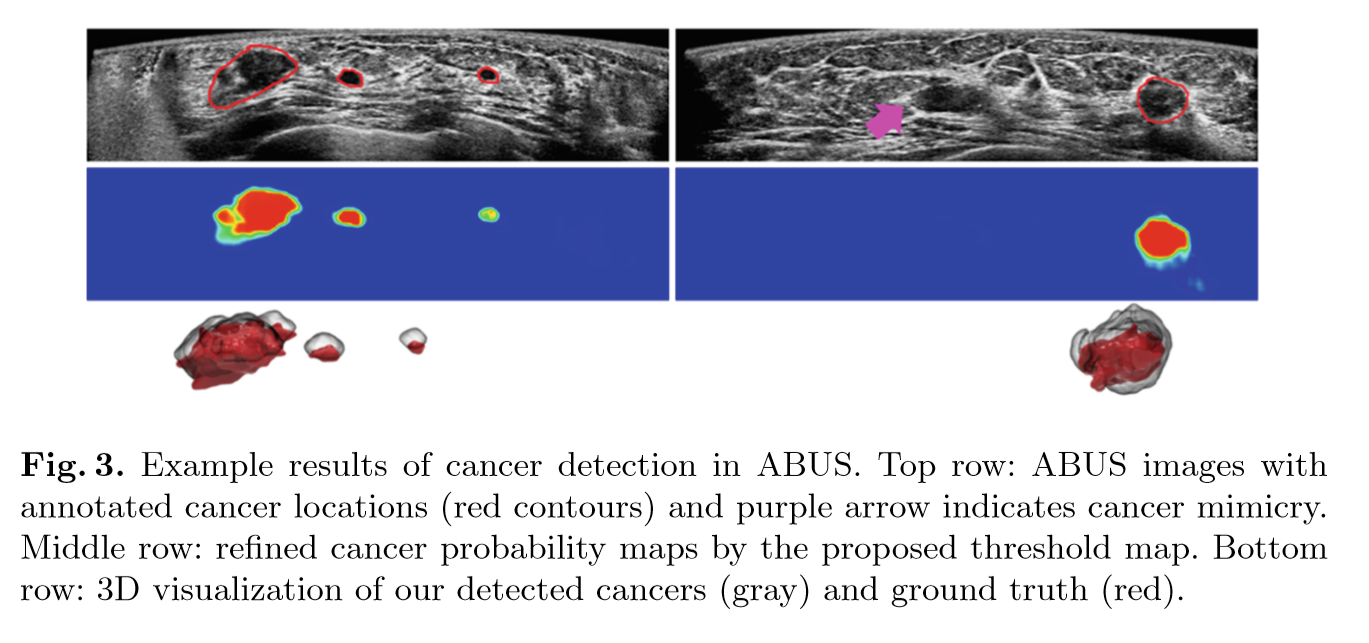 Fig. 3. Example results of cancer detection in ABUS. Top row: ABUS images with
annotated cancer locations (red contours) and purple arrow indicates cancer mimicry.
Middle row: refined cancer probability maps by the proposed threshold map. Bottom
row: 3D visualization of our detected cancers (gray) and ground truth (red).